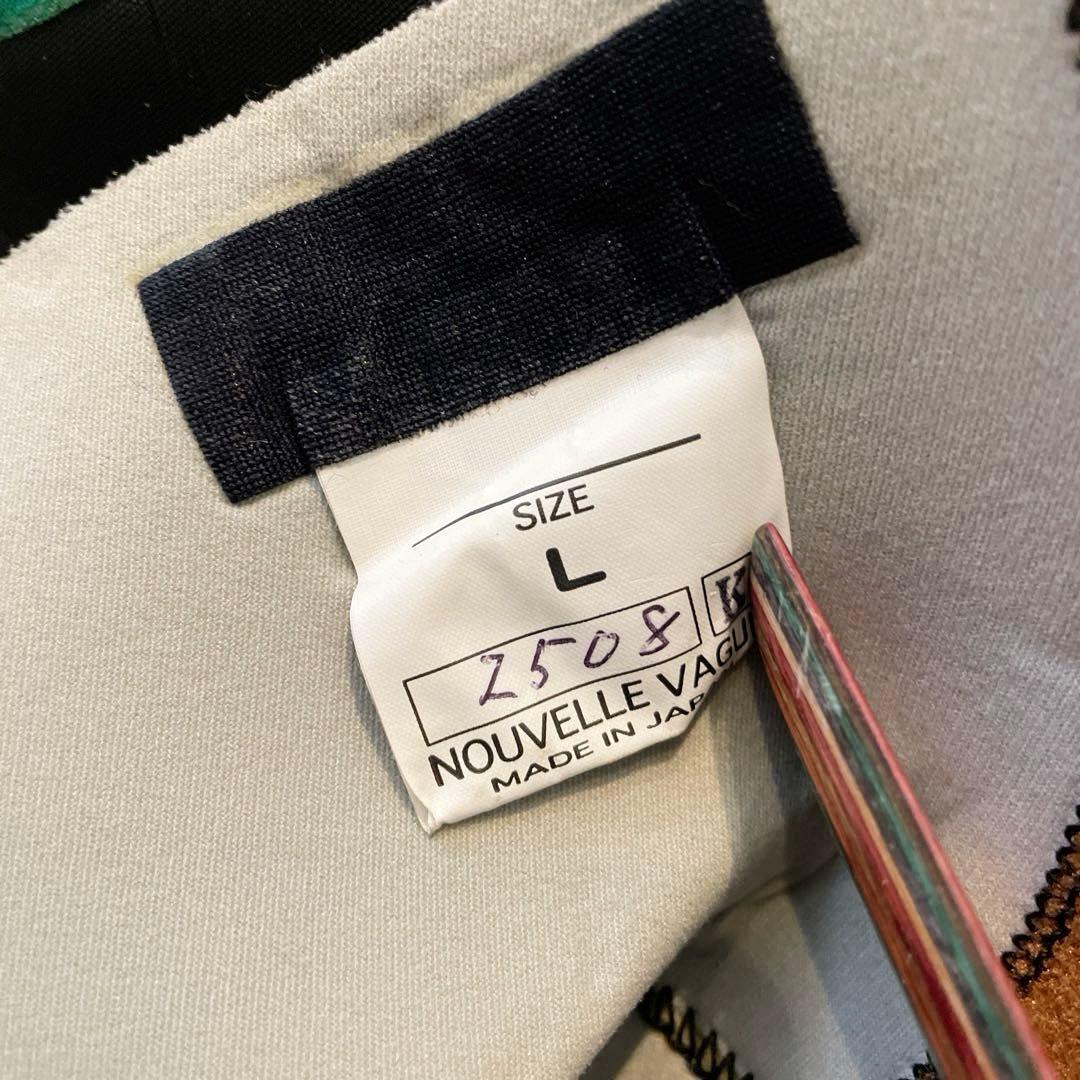 SIZE
L
2508 K
NOUVELLE VAGU
MADE IN JAP